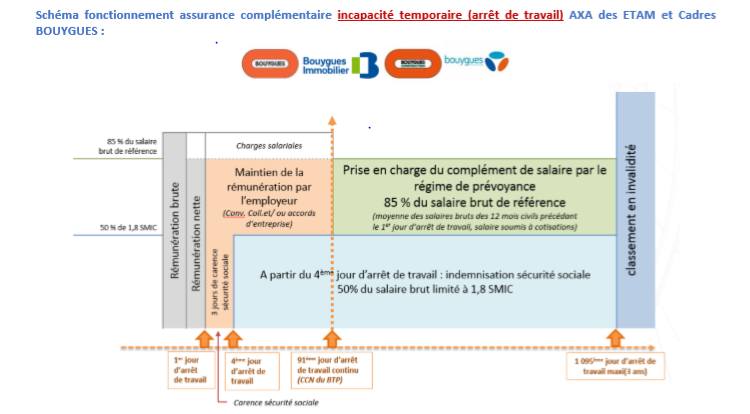 Schéma fonctionnement assurance complémentaire incapacité temporaire (arrêt de travail) AXA des ETAM et Cadres
BOUYGUES :
BOUYGUES
Bouygues
Immobilier
BOUYGUES
CONSTRUCTION
bouygues
85 % du salaire
brut de référence
50 % de 1,8 SMIC
Rémunération brute
Rémunération nette
Charges salariales
Maintien de la
rémunération par
l'employeur
(Conv. Coll.et/ ou accords
d'entreprise)
3 jours de carence
sécurité sociale
Prise en charge du complément de salaire par le
régime de prévoyance
85 % du salaire brut de référence
(moyenne des salaires bruts des 12 mois civils précédant
le 1er jour d'arrêt de travail, salaire soumis à cotisations)
A partir du 4ème jour d'arrêt de travail : indemnisation sécurité sociale
50% du salaire brut limité à 1,8 SMIC
classement en invalidité
1er jour
d'arrêt
de travail
4ème jour
d'arrêt de
travail
91ème jour d'arrêt
de travail continu
(CCN du BTP)
1 095ème jour d'arrêt de
travail maxi(3 ans)
Carence sécurité sociale